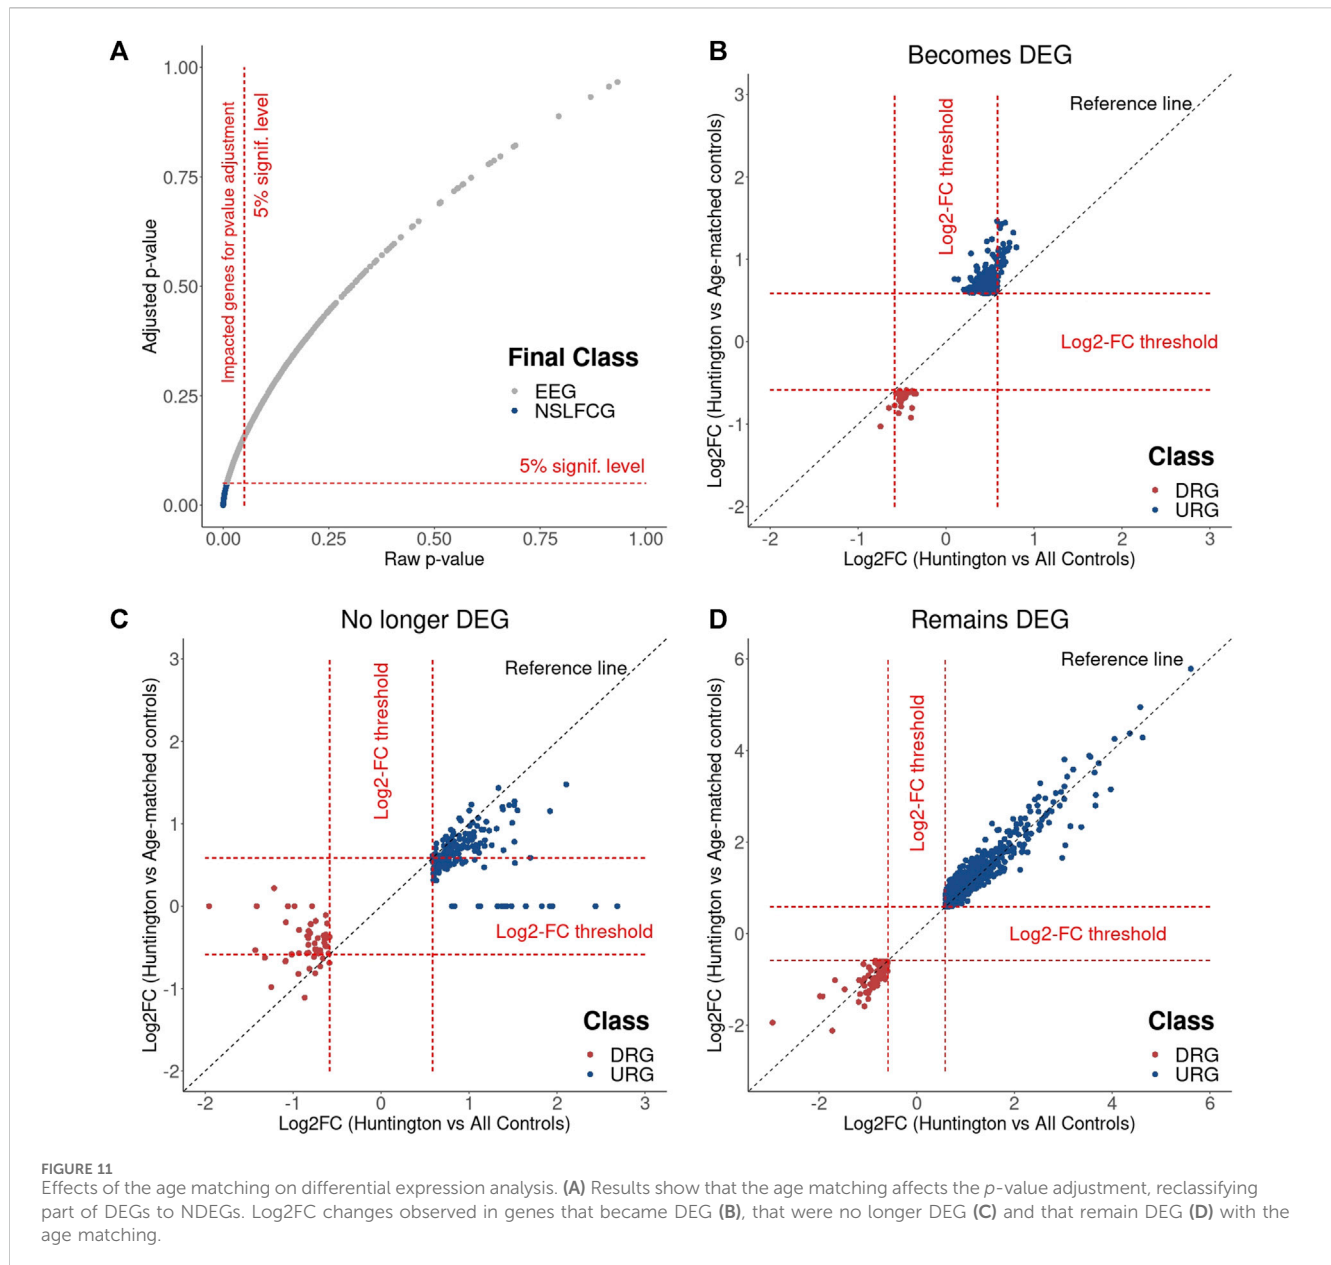 A
1.00
0.75
0.50
0.25
0.00
Adjusted p-value
Impacted genes for pvalue adjustment
5% signif. level
Final Class
EEG
NSLFCG
5% signif. level
0.00 0.25 0.50 0.75 1.00
Raw p-value
B
Becomes DEG
3
2
1
0
-1
-2
Log2FC (Huntington vs Age-matched controls)
Log2-FC threshold
Reference line
Log2-FC threshold
Class
DRG
URG
-2 -1 0 1 2 3
Log2FC (Huntington vs All Controls)
C
No longer DEG
3
2
1
0
-1
-2
Log2FC (Huntington vs Age-matched controls)
Log2-FC threshold
Reference line
Log2-FC threshold
Class
DRG
URG
-2 -1 0 1 2 3
Log2FC (Huntington vs All Controls)
D
Remains DEG
6
4
2
0
-2
Log2FC (Huntington vs Age-matched controls)
Log2-FC threshold
Reference line
Log2-FC threshold
Class
DRG
URG
-2 0 2 4 6
Log2FC (Huntington vs All Controls)
FIGURE 11
Effects of the age matching on differential expression analysis. (A) Results show that the age matching affects the p-value adjustment, reclassifying
part of DEGs to NDEGs. Log2FC changes observed in genes that became DEG (B), that were no longer DEG (C) and that remain DEG (D) with the
age matching.